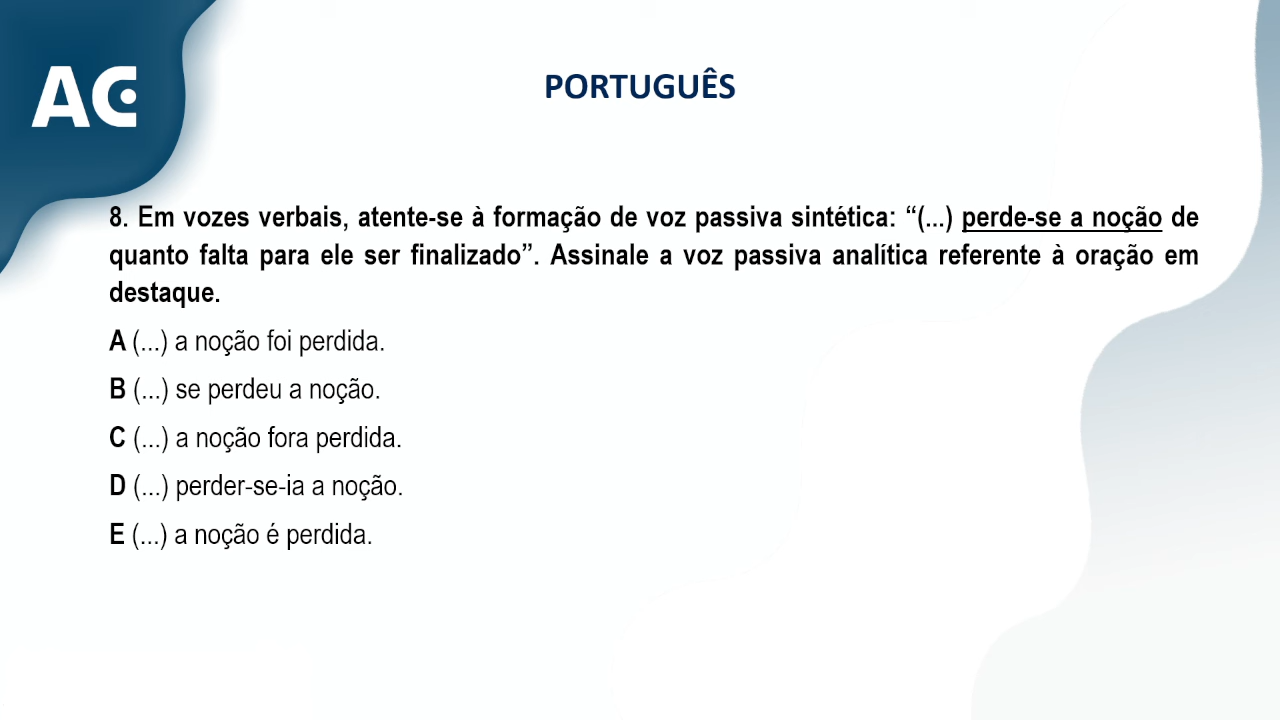 AC
PORTUGUÊS
8. Em vozes verbais, atente-se à formação de voz passiva sintética: “(...) perde-se a noção de
quanto falta para ele ser finalizado”. Assinale a voz passiva analítica referente à oração em
destaque.
A (...) a noção foi perdida.
B (...) se perdeu a noção.
C (...) a noção fora perdida.
D (...) perder-se-ia a noção.
E (...) a noção é perdida.